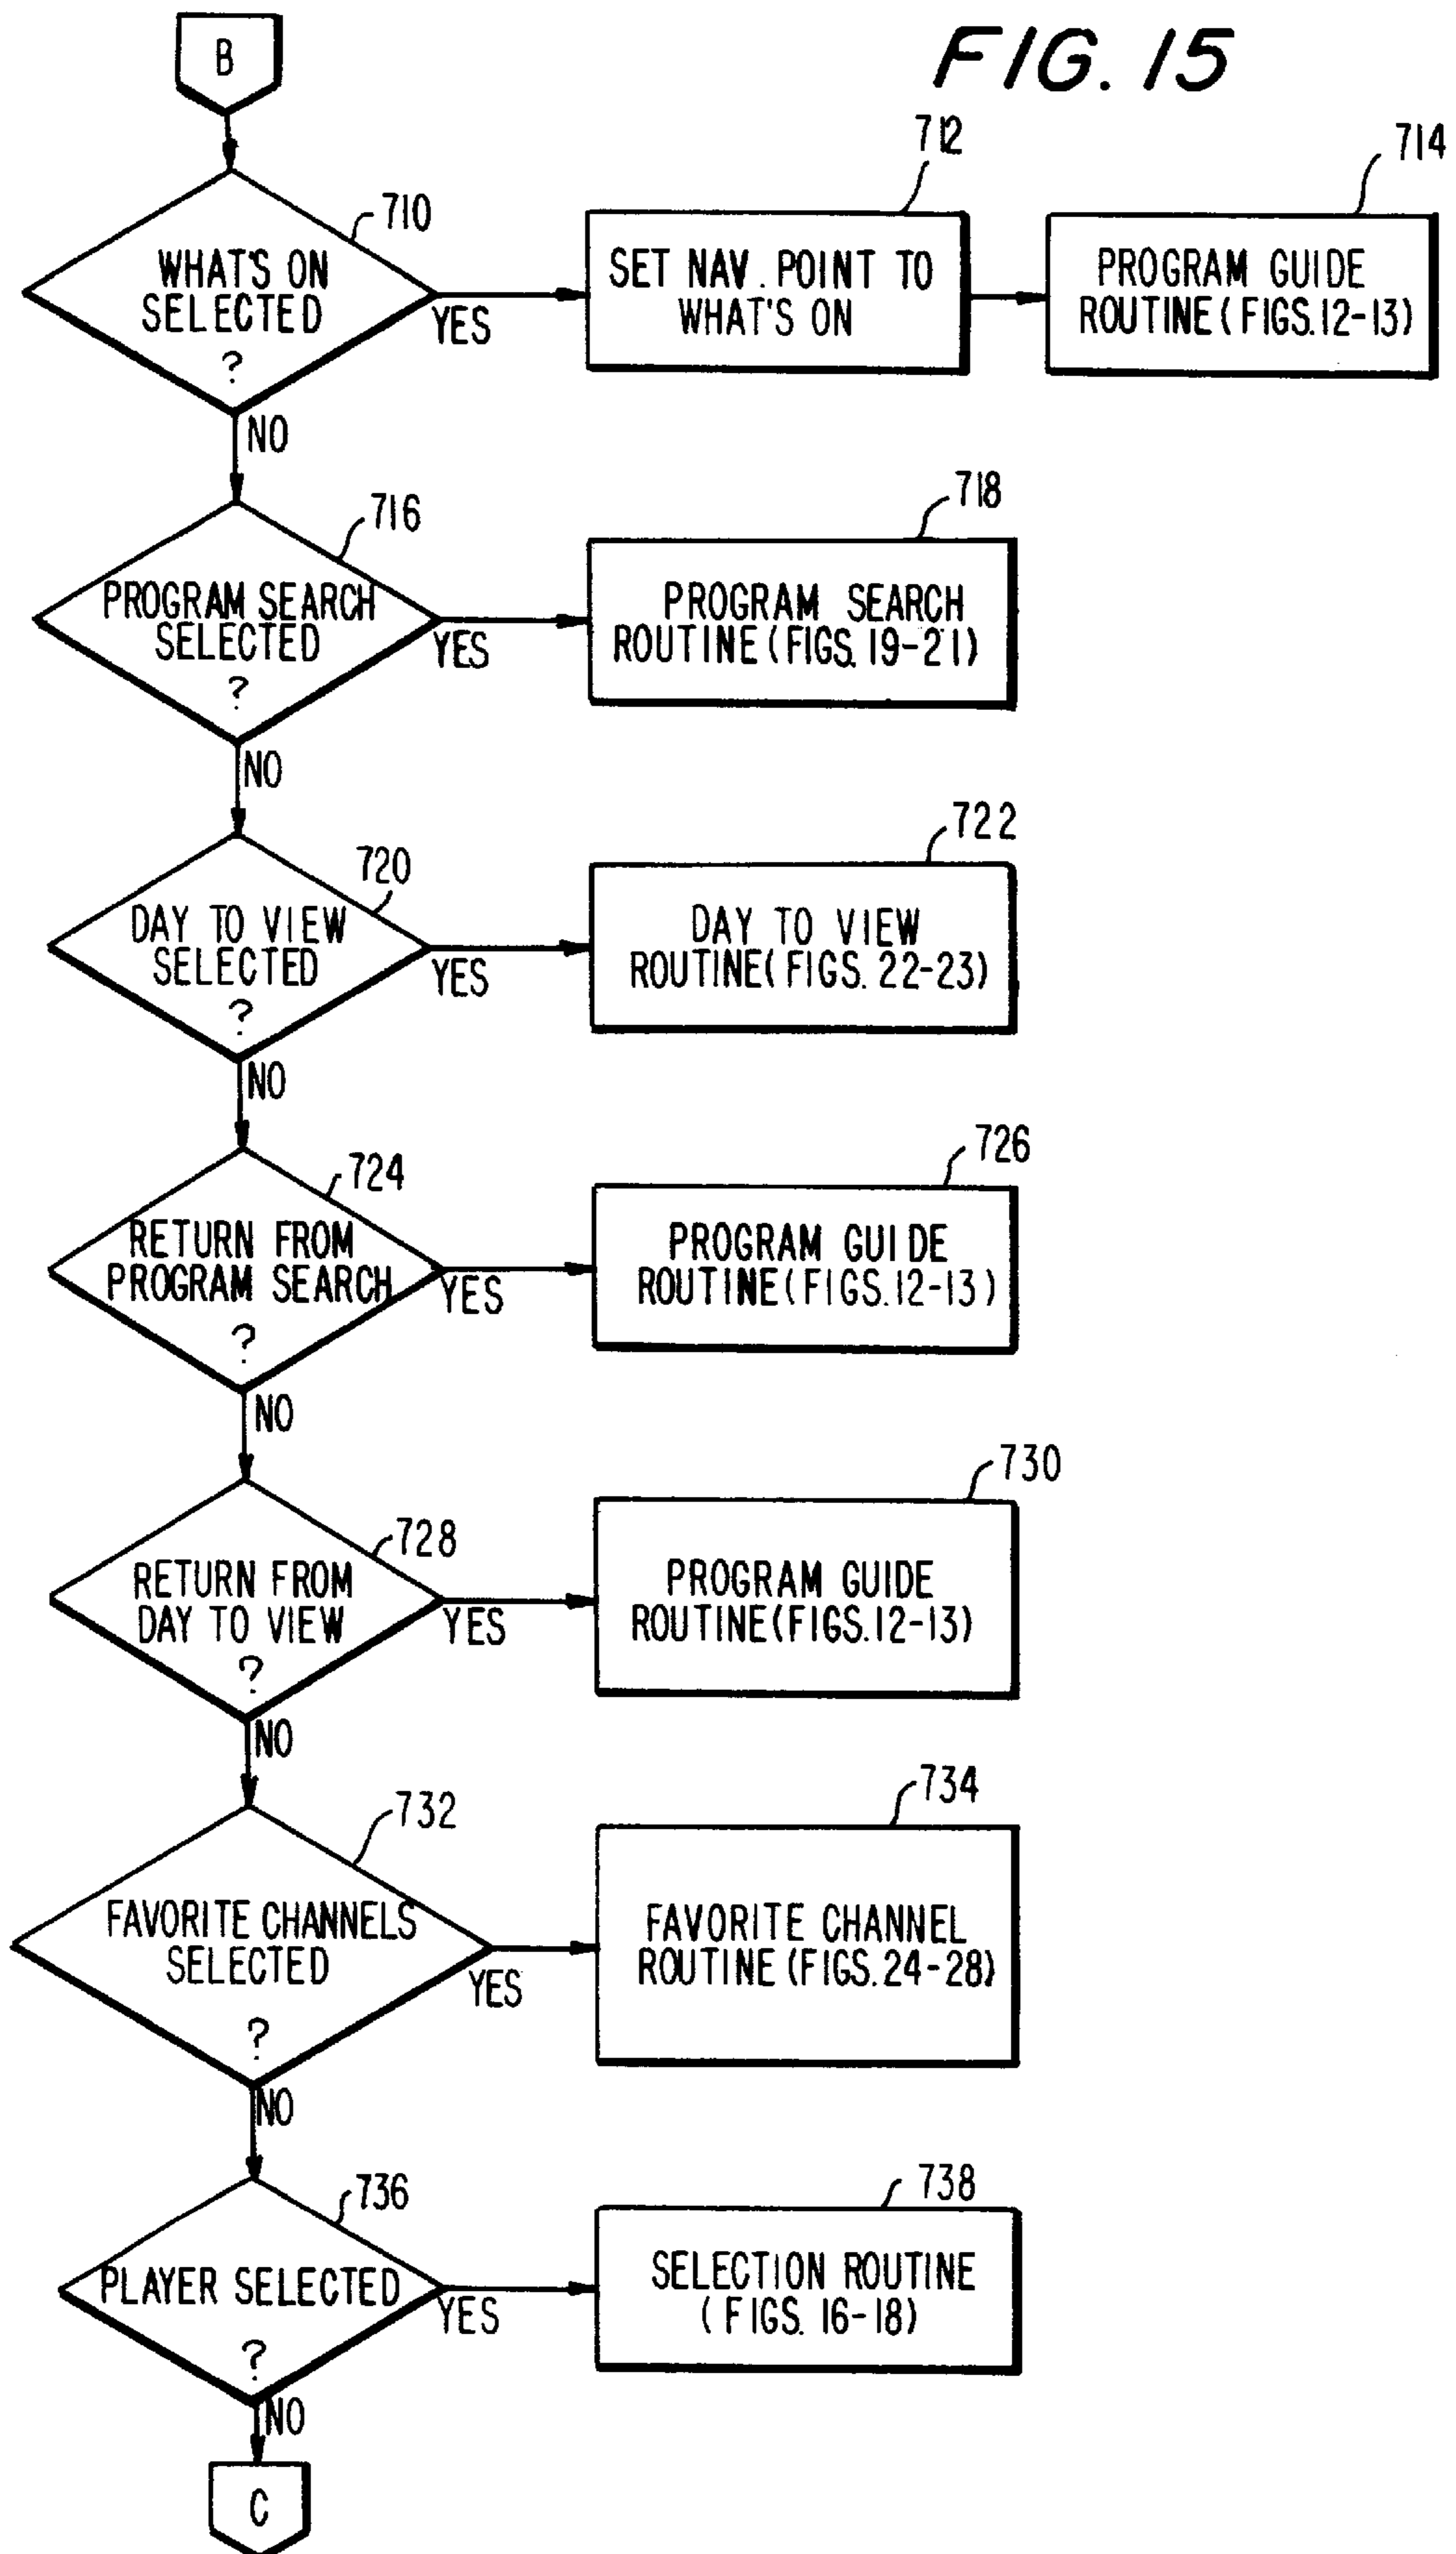 FIG. 15
B
710
WHAT'S ON
SELECTED
?
YES
NO
712
SET NAV. POINT TO
WHAT'S ON
714
PROGRAM GUIDE
ROUTINE (FIGS. 12-13)
716
PROGRAM SEARCH
SELECTED
?
YES
NO
718
PROGRAM SEARCH
ROUTINE (FIGS. 19-21)
720
DAY TO VIEW
SELECTED
?
YES
NO
722
DAY TO VIEW
ROUTINE (FIGS. 22-23)
724
RETURN FROM
PROGRAM SEARCH
?
YES
NO
726
PROGRAM GUIDE
ROUTINE (FIGS. 12-13)
728
RETURN FROM
DAY TO VIEW
?
YES
NO
730
PROGRAM GUIDE
ROUTINE (FIGS. 12-13)
732
FAVORITE CHANNELS
SELECTED
?
YES
NO
734
FAVORITE CHANNEL
ROUTINE (FIGS. 24-28)
736
PLAYER SELECTED
?
YES
NO
738
SELECTION ROUTINE
(FIGS. 16-18)
C